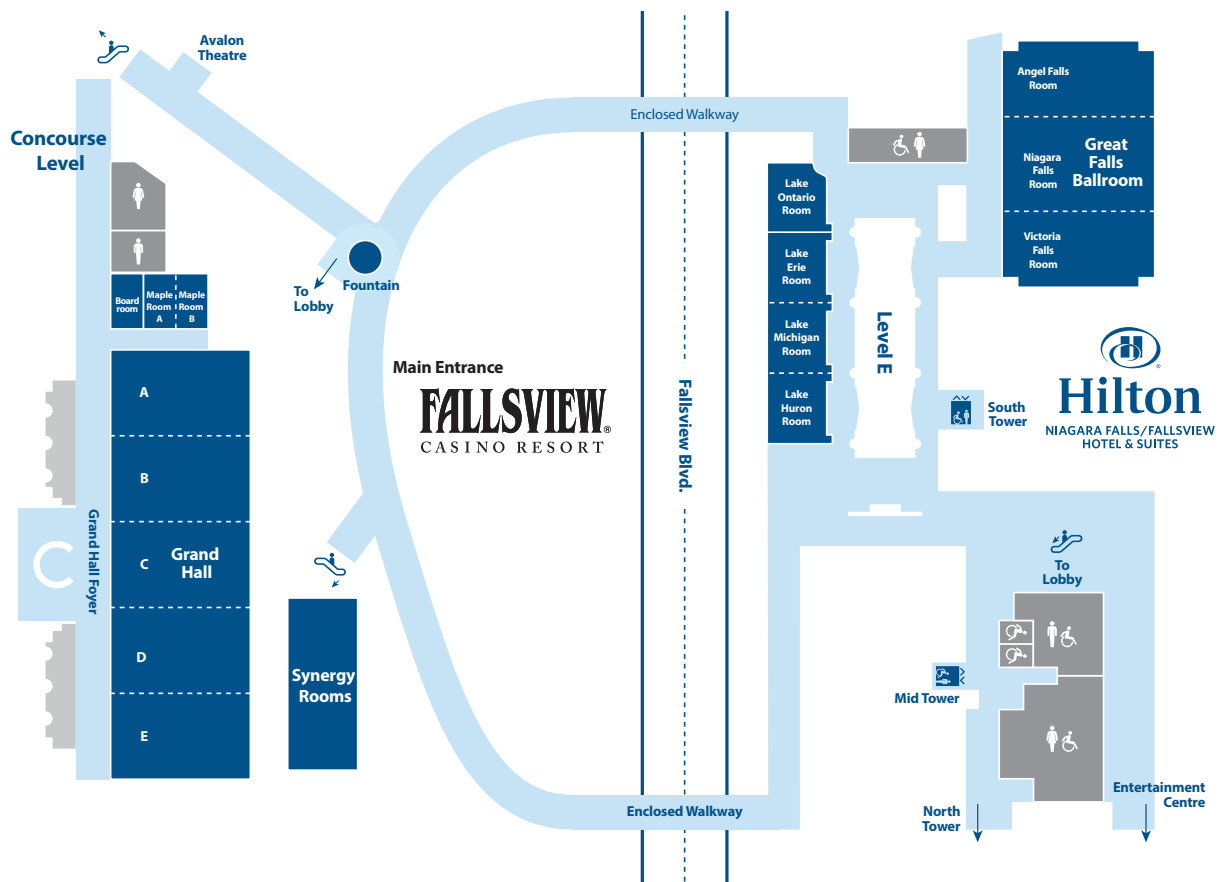 Avalon
Theatre
Concourse
Level
Enclosed Walkway
Angel Falls
Room
Great
Falls
Ballroom
Niagara
Falls
Room
Victoria
Falls
Room
Lake
Ontario
Room
Lake
Erie
Room
Lake
Michigan
Room
Lake
Huron
Room
Level E
To
Lobby
Fountain
Board
room
Maple
Room
A
Maple
Room
B
Main Entrance
FALLSVIEW®
CASINO RESORT
Fallsview Blvd.
South
Tower
H
Hilton
NIAGARA FALLS/FALLSVIEW
HOTEL & SUITES
®
A
B
C
Grand
Hall
D
E
Grand Hall Foyer
Synergy
Rooms
To
Lobby
Mid Tower
Enclosed Walkway
North
Tower
Entertainment
Centre